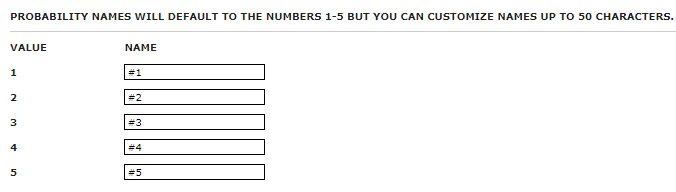 PROBABILITY NAMES WILL DEFAULT TO THE NUMBERS 1-5 BUT YOU CAN CUSTOMIZE NAMES UP TO 50 CHARACTERS.
VALUE NAME
1 #1
2 #2
3 #3
4 #4
5 #5